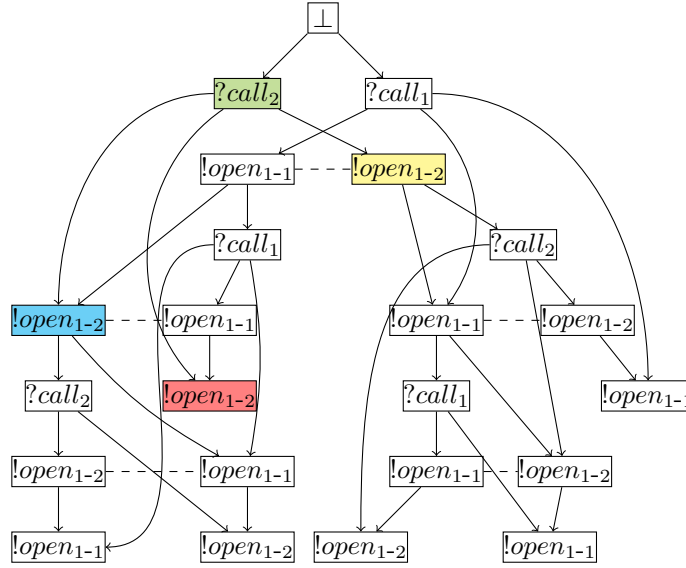 ⊥
?call₂ ?call₁
!open₁₋₁ !open₁₋₂
?call₁ ?call₂
!open₁₋₂ !open₁₋₁ !open₁₋₁ !open₁₋₂
?call₂ !open₁₋₂ ?call₁ !open₁₋₁
!open₁₋₂ !open₁₋₁ !open₁₋₁ !open₁₋₂
!open₁₋₁ !open₁₋₂ !open₁₋₂ !open₁₋₁